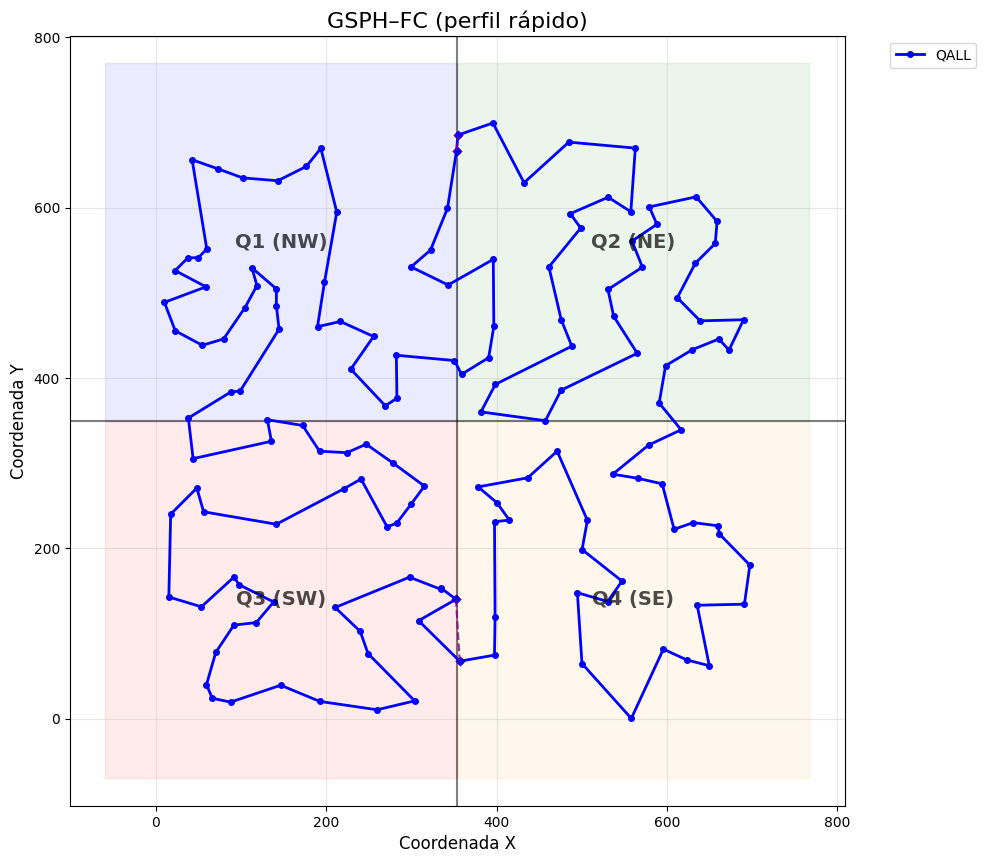 GSPH–FC (perfil rápido)
QALL
Coordenada Y
800
600
400
200
0
Q1 (NW)
Q2 (NE)
Q3 (SW)
Q4 (SE)
0
200
400
600
800
Coordenada X